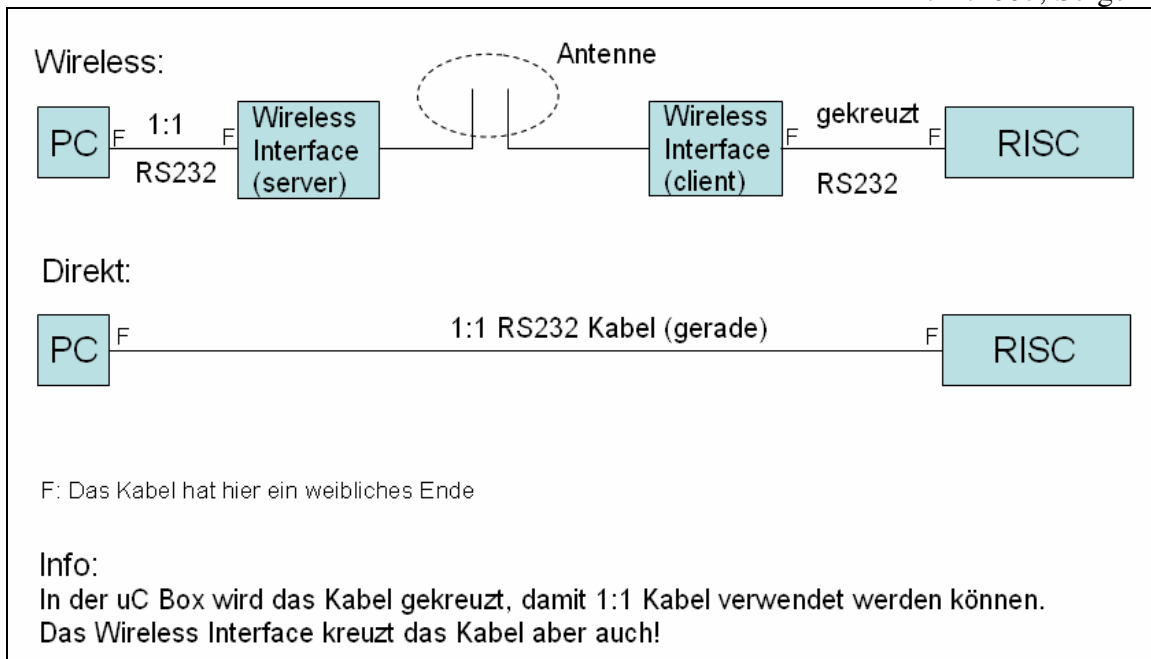 Wireless:
Antenne
PC F 1:1 F Wireless Interface (server)
RS232
Wireless Interface (client) F gekreuzt F RISC
RS232
Direkt:
PC F 1:1 RS232 Kabel (gerade) F RISC
F: Das Kabel hat hier ein weibliches Ende
Info:
In der uC Box wird das Kabel gekreuzt, damit 1:1 Kabel verwendet werden können.
Das Wireless Interface kreuzt das Kabel aber auch!